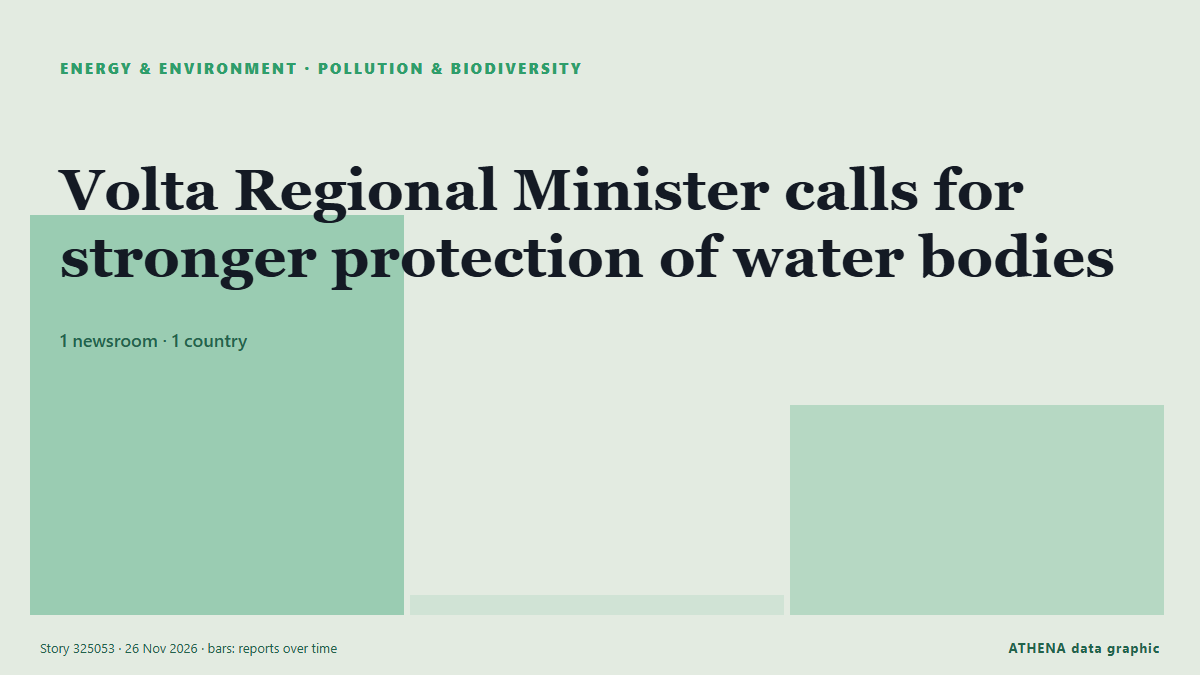 ENERGY & ENVIRONMENT · POLLUTION & BIODIVERSITY
Volta Regional Minister calls for
stronger protection of water bodies
1 newsroom · 1 country
Story 325053 · 26 Nov 2026 · bars: reports over time
ATHENA data graphic